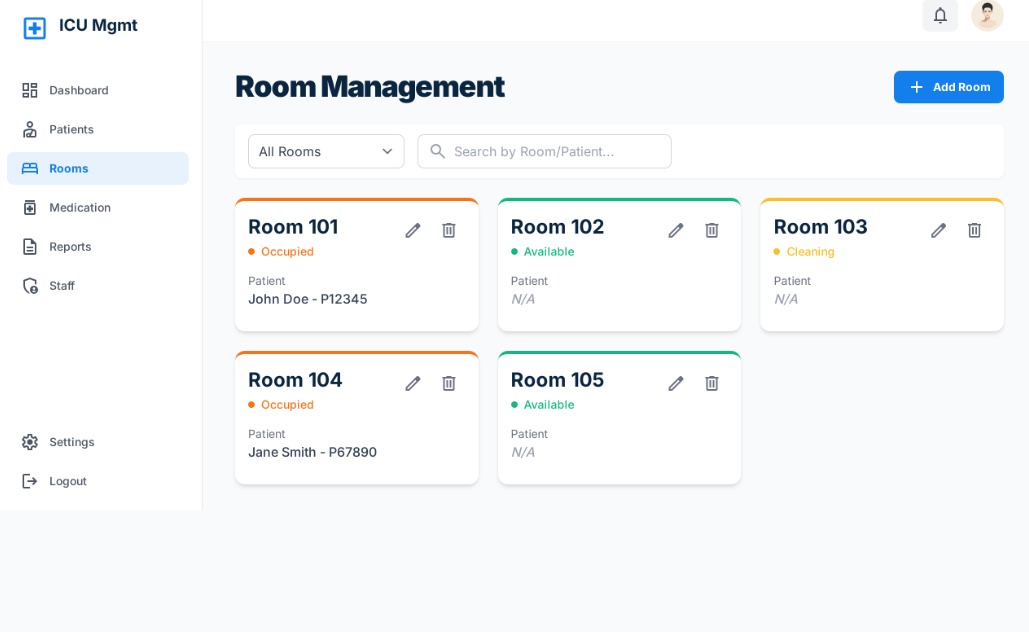 ICU Mgmt
Dashboard
Patients
Rooms
Medication
Reports
Staff
Settings
Logout
Room Management
Add Room
All Rooms
Search by Room/Patient...
Room 101
Occupied
Patient
John Doe - P12345
Room 102
Available
Patient
N/A
Room 103
Cleaning
Patient
N/A
Room 104
Occupied
Patient
Jane Smith - P67890
Room 105
Available
Patient
N/A